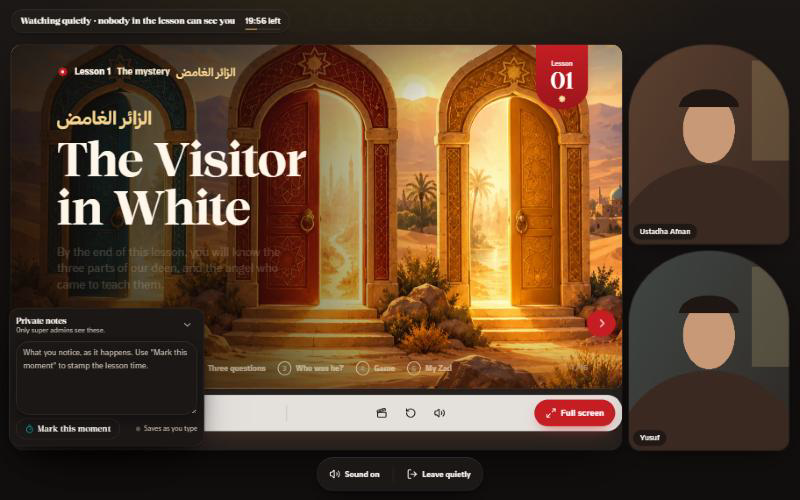 Watching quietly · nobody in the lesson can see you 19:56 left
Lesson 1 The mystery الزائر الغامض
Lesson
01
الزائر الغامض
The Visitor
in White
By the end of this lesson, you will know the
three parts of our deen, and the angel who
came to teach them.
Private notes
Only super admins see these.
What you notice, as it happens. Use "Mark this
moment" to stamp the lesson time.
Mark this moment
Saves as you type
Three questions 3 Who was he? 4 Game 5 My Zad
Full screen
Ustadha Afnan
Yusuf
Sound on
Leave quietly